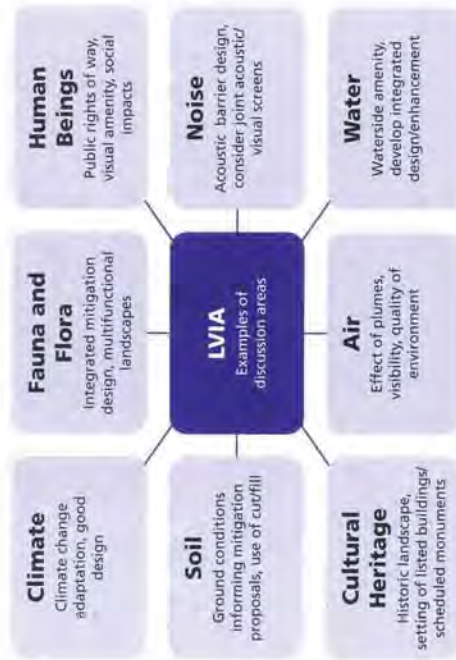 Climate
Climate change
adaptation, good
design
Fauna and
Flora
Integrated mitigation
design, multifunctional
landscapes
Human
Beings
Public rights of way,
visual amenity, social
impacts
Soil
Ground conditions
informing mitigation
proposals, use of cut/fill
LVIA
Examples of
discussion areas
Noise
Acoustic barrier design,
consider joint acoustic/
visual screens
Cultural
Heritage
Historic landscape,
setting of listed buildings/
scheduled monuments
Air
Effect of plumes,
visibility, quality of
environment
Water
Waterside amenity,
develop integrated
design/enhancement